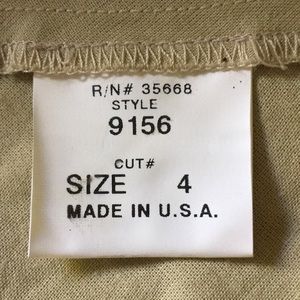 R/N# 35668
STYLE
9156
CUT#
SIZE 4
MADE IN U.S.A.